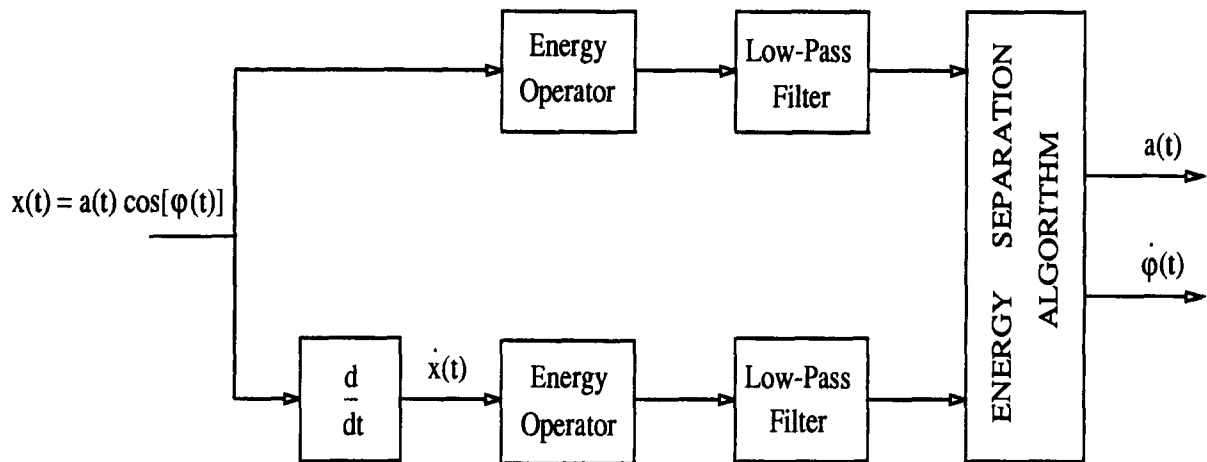 Energy
Operator
Low-Pass
Filter
x(t) = a(t) cos[φ(t)]
d
dt
ẋ(t)
Energy
Operator
Low-Pass
Filter
ENERGY SEPARATION
ALGORITHM
a(t)
φ̇(t)